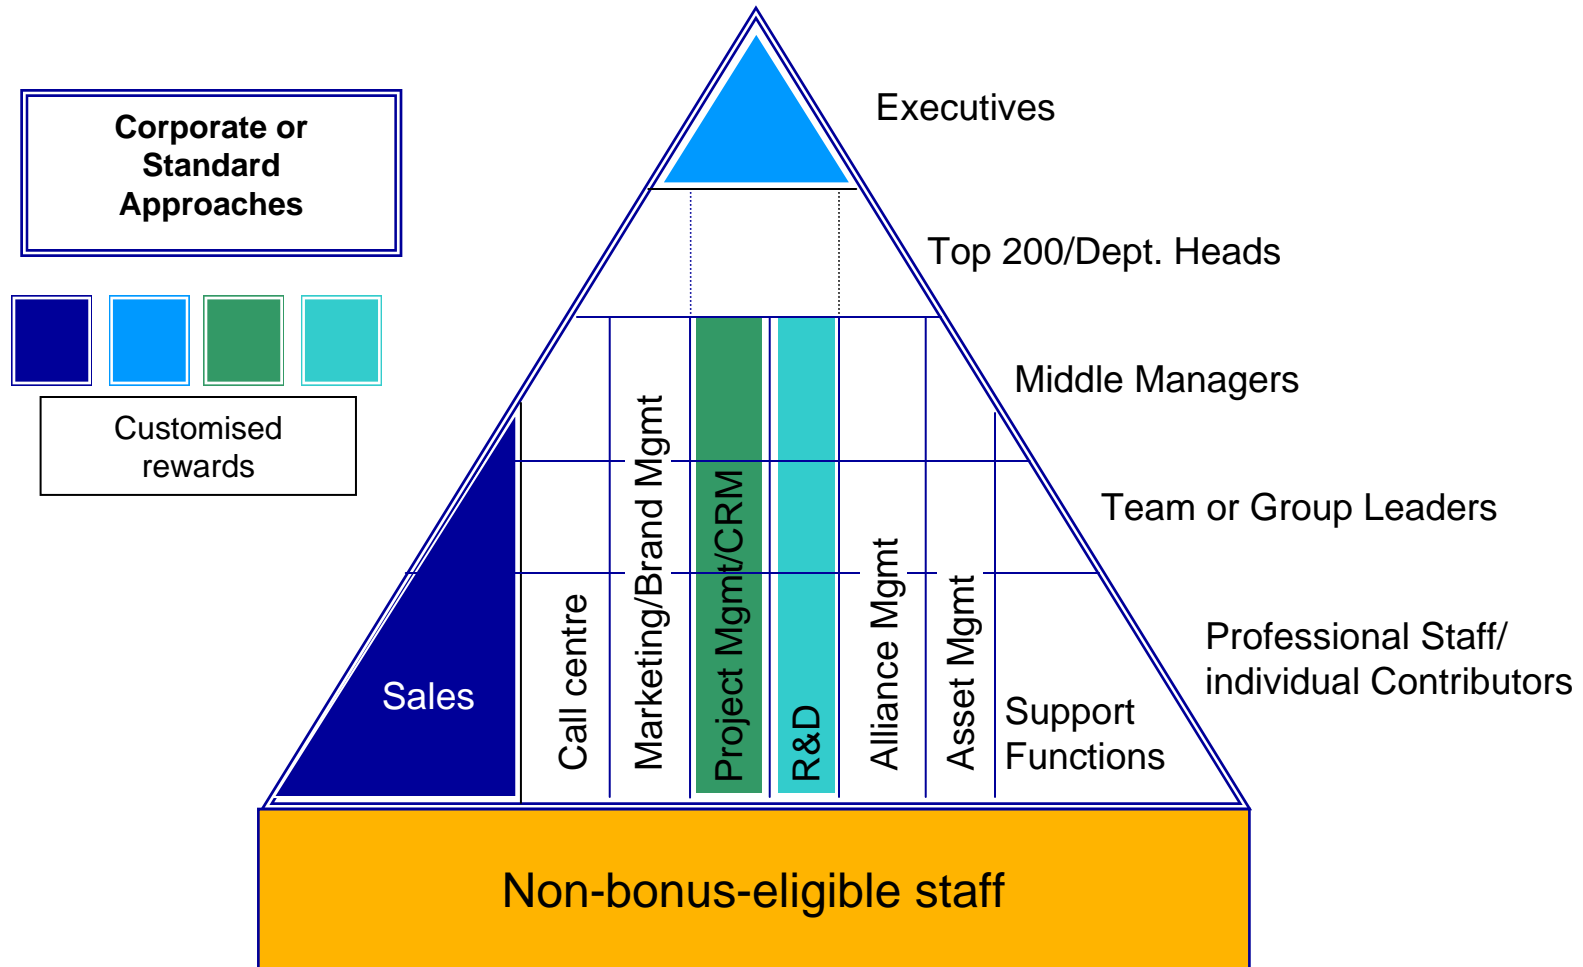 Corporate or
Standard
Approaches
Customised
rewards
Executives
Top 200/Dept. Heads
Middle Managers
Team or Group Leaders
Professional Staff/
individual Contributors
Sales
Call centre
Marketing/Brand Mgmt
Project Mgmt/CRM
R&D
Alliance Mgmt
Asset Mgmt
Support
Functions
Non-bonus-eligible staff